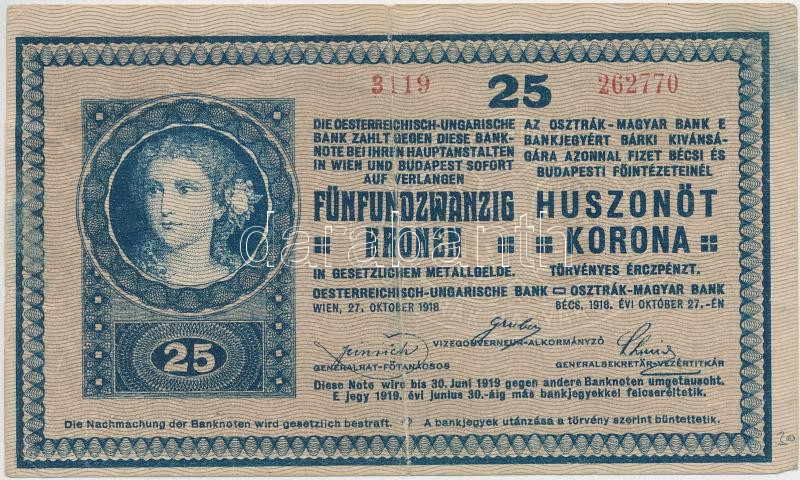 3119 25 262770
DIE OESTERREICHISCH-UNGARISCHE
BANK ZAHLT GEGEN DIESE BANK-
NOTE BEI IHREN HAUPTANSTALTEN
IN WIEN UND BUDAPEST SOFORT
AUF VERLANGEN
FÜNFUNDZWANZIG
KRONEN
IN GESETZLICHEM METALLGELDE.
OESTERREICHISCH-UNGARISCHE BANK
WIEN, 27. OKTOBER 1918
AZ OSZTRÁK-MAGYAR BANK E
BANKJEGYÉRT BÁRKI KIVÁNSÁ-
GÁRA AZONNAL FIZET BÉCSI ÉS
BUDAPESTI FŐINTÉZETEINÉL
HUSZONÖT
KORONA
TÖRVÉNYES ÉRCZPÉNZT.
OSZTRÁK-MAGYAR BANK
BÉCS, 1918. ÉVI OKTÓBER 27.-ÉN
darabanth
Gruber
VIZEGOUVERNEUR-ALKORMÁNYZÓ
GENERALRAT-FŐTANÁCSOS
GENERALSEKRETÄR-VEZÉRTITKÁR
25
Diese Note wird bis 30. Juni 1919 gegen andere Banknoten umgetauscht.
E jegy 1919. évi junius 30.-áig más bankjegyekkel felcseréltetik.
Die Nachmachung der Banknoten wird gesetzlich bestraft. A bankjegyek utánzása a törvény szerint büntettetik.